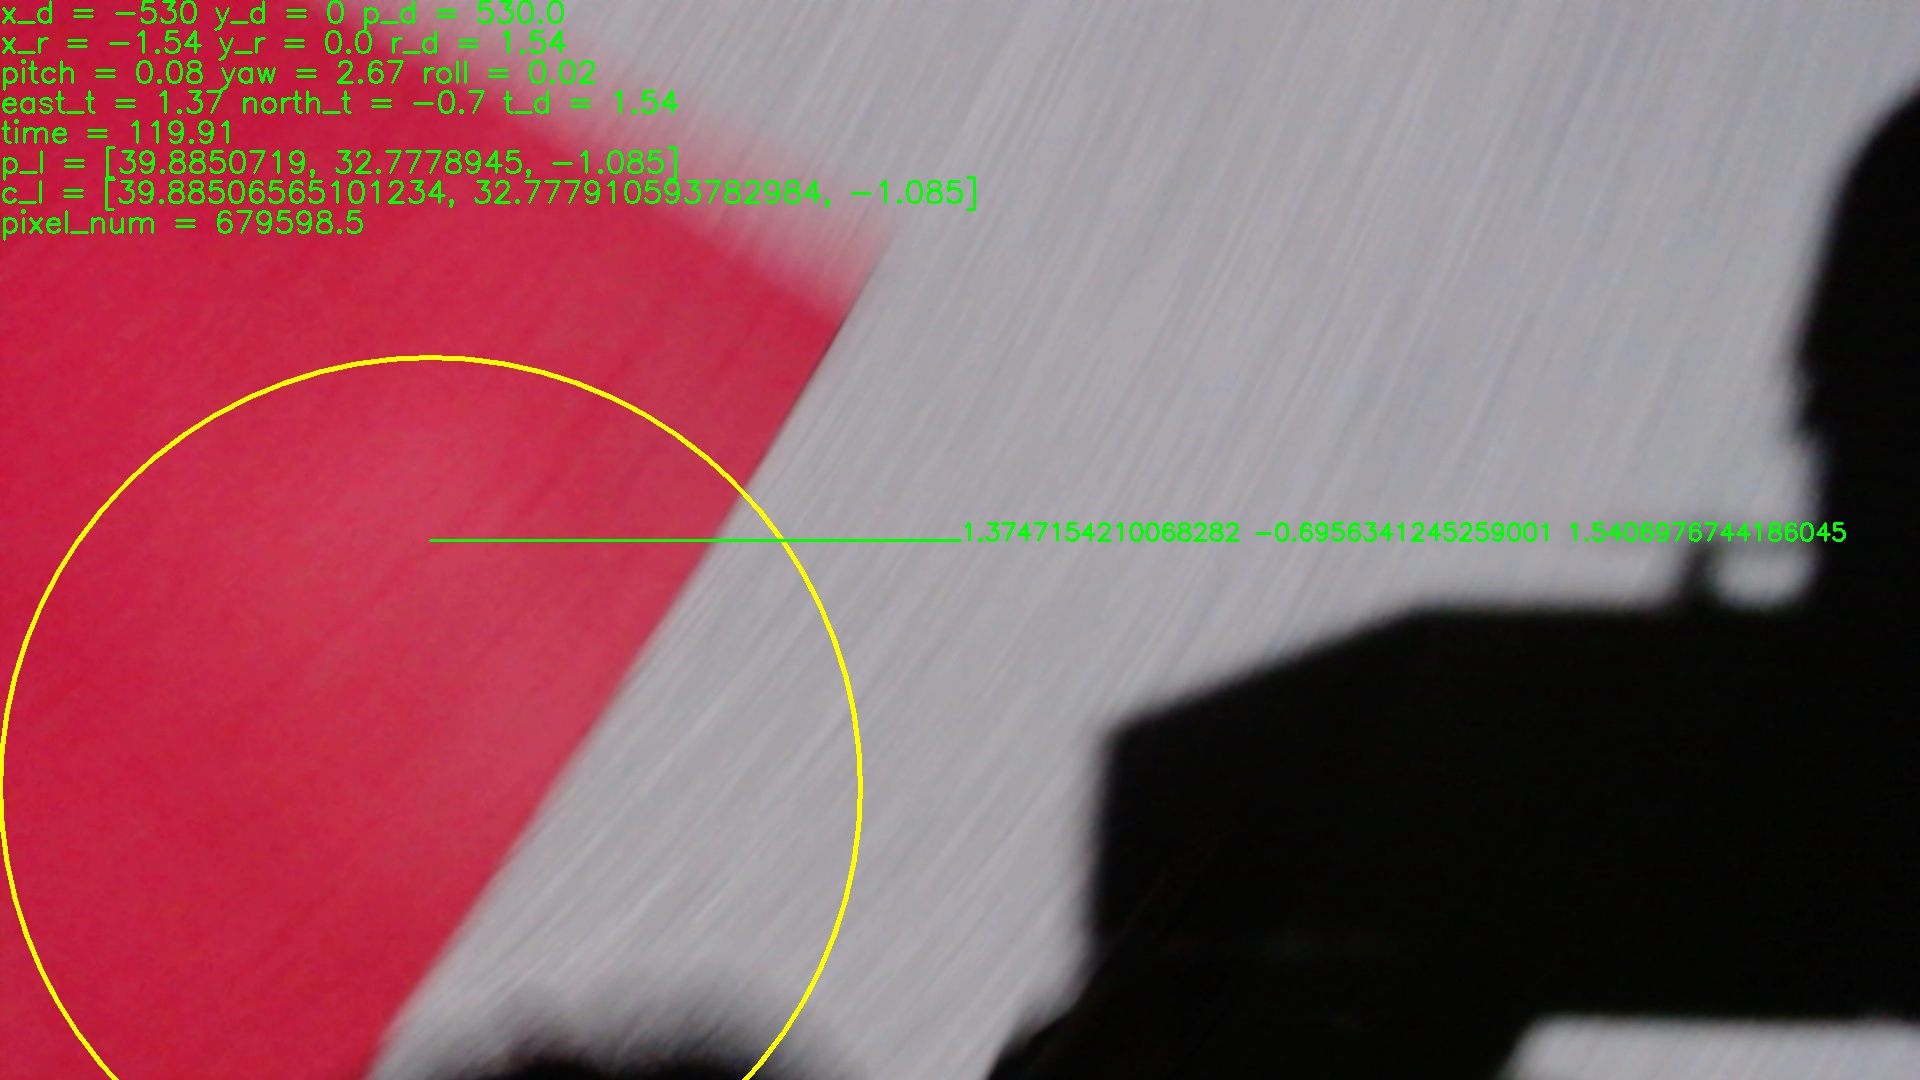 x_d = -530 y_d = 0 p_d = 530.0
x_r = -1.54 y_r = 0.0 r_d = 1.54
pitch = 0.08 yaw = 2.67 roll = 0.02
east_t = 1.37 north_t = -0.7 t_d = 1.54
time = 119.91
p_l = [39.8850719, 32.7778945, -1.085]
c_l = [39.88506565101234, 32.777910593782984, -1.085]
pixel_num = 679598.5
1.3747154210068282 -0.6956341245259001 1.5406976744186045